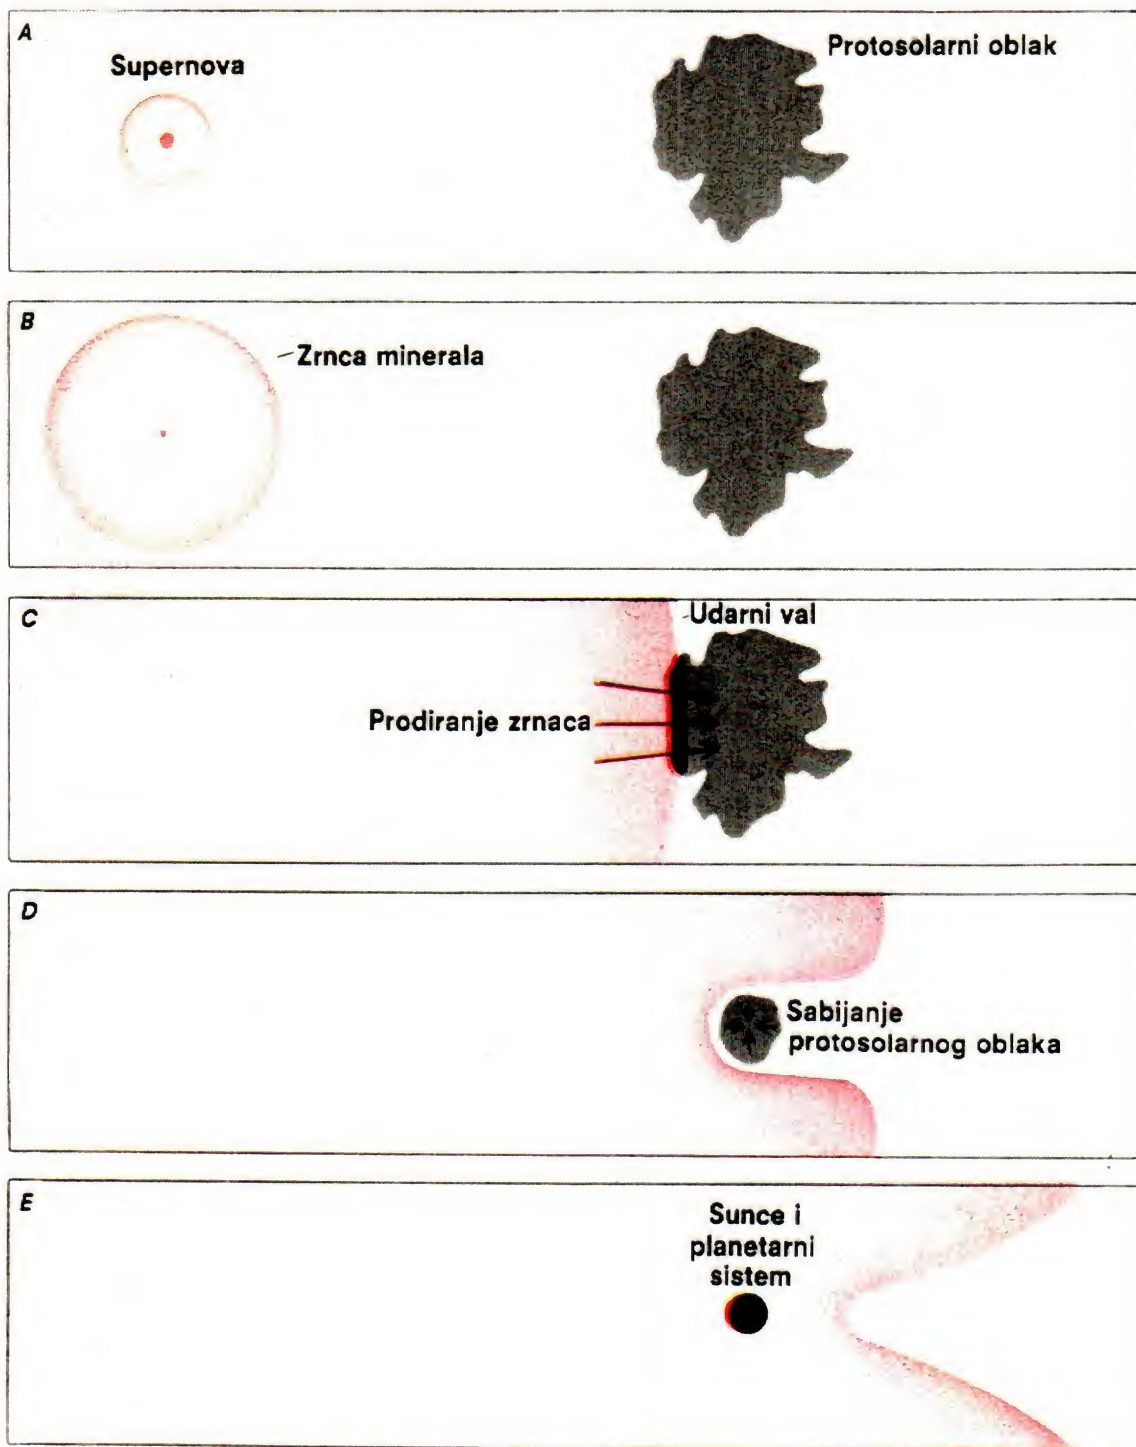 A
Supernova
Protosolarni oblak
B
Zrnca minerala
C
Udarni val
Prodiranje zrnaca
D
Sabijanje
protosolarnog oblaka
E
Sunce i
planetarni
sistem